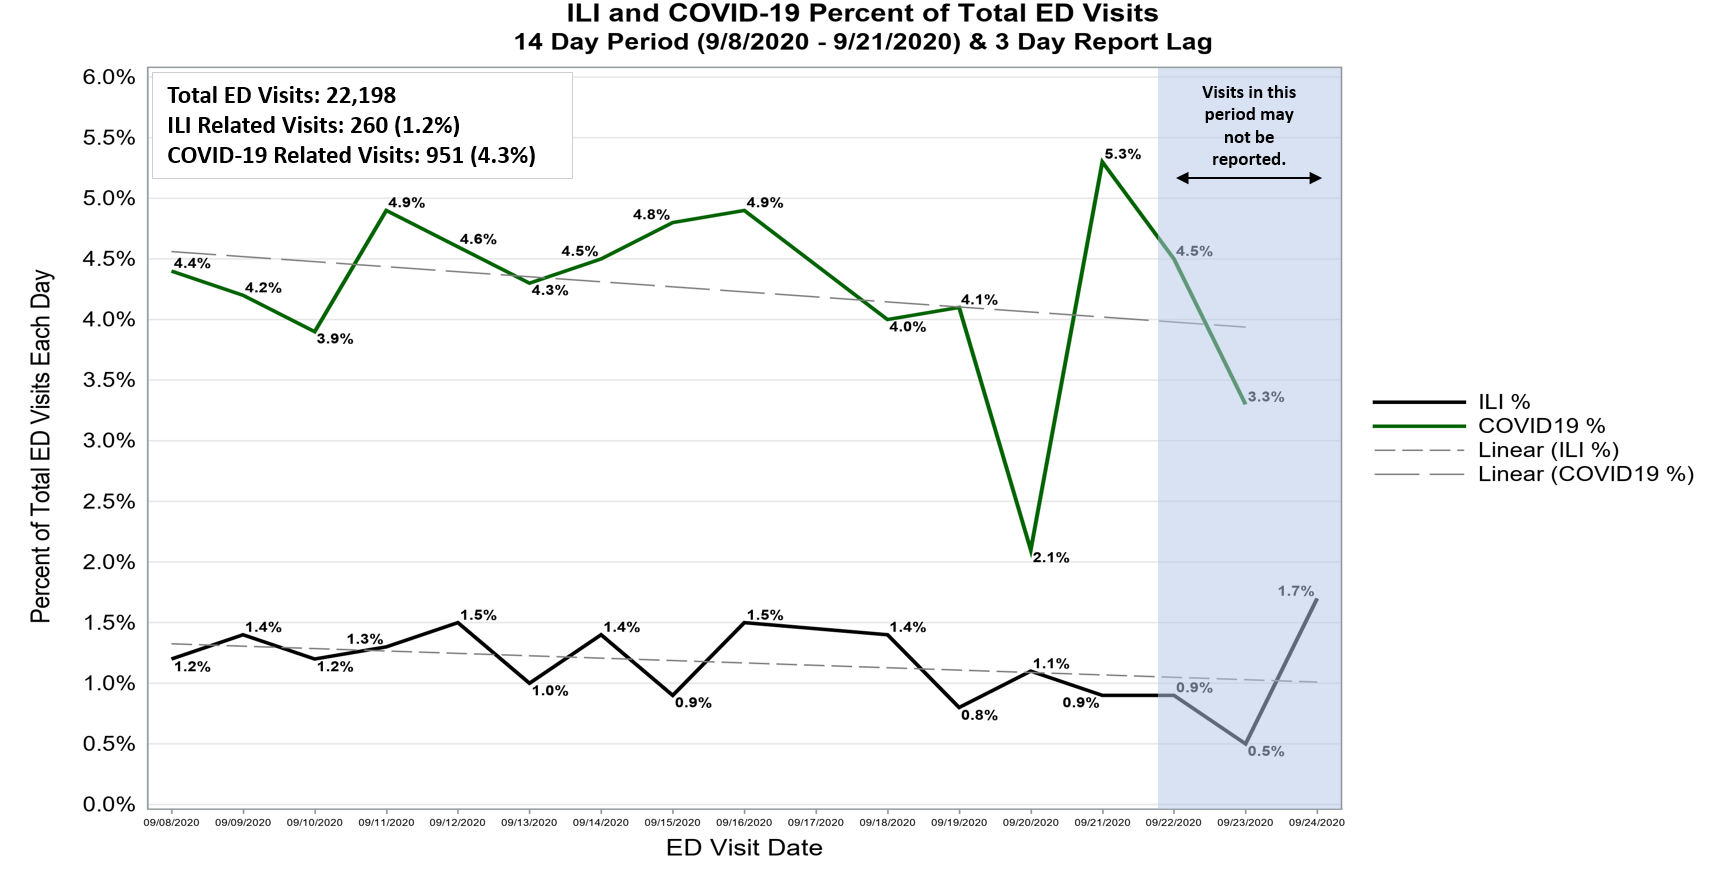 ILI and COVID-19 Percent of Total ED Visits
14 Day Period (9/8/2020 - 9/21/2020) & 3 Day Report Lag
Total ED Visits: 22,198
ILI Related Visits: 260 (1.2%)
COVID-19 Related Visits: 951 (4.3%)
Visits in this
period may
not be
reported.
Percent of Total ED Visits Each Day
6.0%
5.5%
5.0%
4.5%
4.0%
3.5%
3.0%
2.5%
2.0%
1.5%
1.0%
0.5%
0.0%
4.4%
4.2%
3.9%
4.9%
4.6%
4.3%
4.5%
4.8%
4.9%
4.0%
4.1%
2.1%
5.3%
4.5%
3.3%
1.2%
1.4%
1.2%
1.3%
1.5%
1.0%
1.4%
0.9%
1.5%
1.4%
0.8%
1.1%
0.9%
0.9%
0.5%
1.7%
ILI %
COVID19 %
Linear (ILI %)
Linear (COVID19 %)
09/08/2020 09/09/2020 09/10/2020 09/11/2020 09/12/2020 09/13/2020 09/14/2020 09/15/2020 09/16/2020 09/17/2020 09/18/2020 09/19/2020 09/20/2020 09/21/2020 09/22/2020 09/23/2020 09/24/2020
ED Visit Date